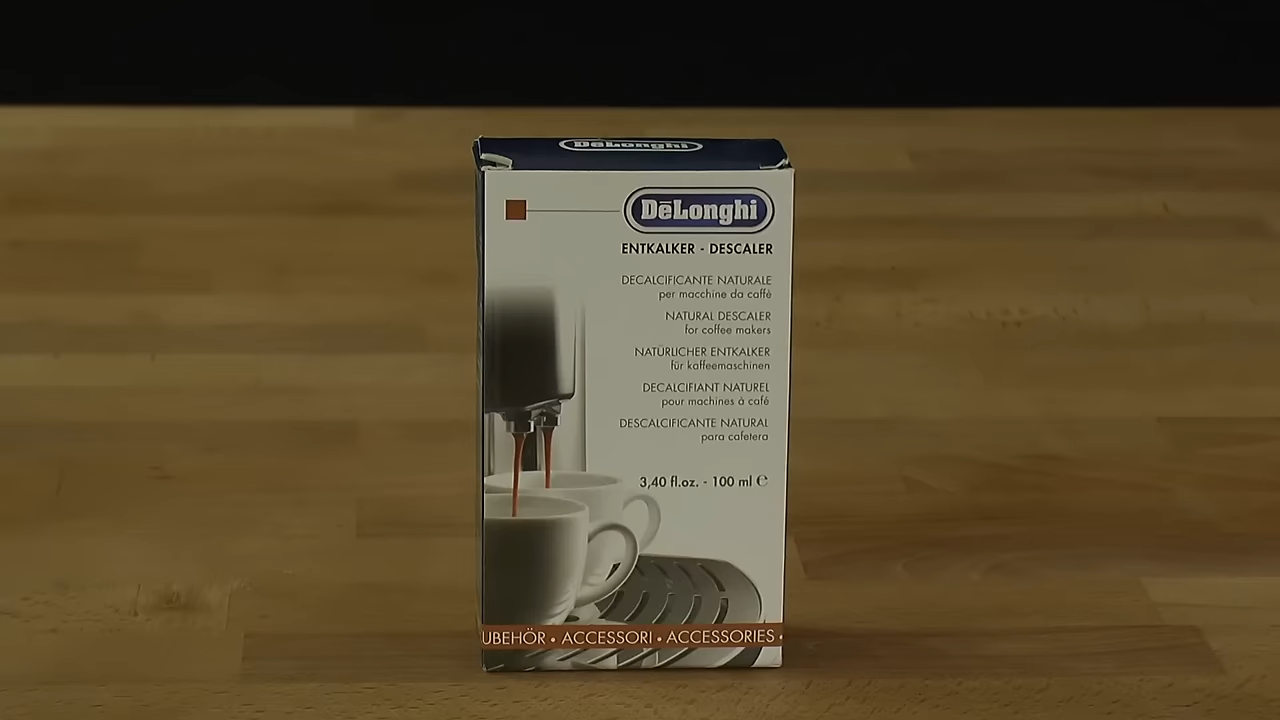 DeLonghi
DēLonghi
ENTKALKER - DESCALER
DECALCIFICANTE NATURALE
per macchine da caffè
NATURAL DESCALER
for coffee makers
NATÜRLICHER ENTKALKER
für kaffeemaschinen
DECALCIFIANT NATUREL
pour machines à café
DESCALCIFICANTE NATURAL
para cafetera
3,40 fl.oz. - 100 ml ℮
UBEHÖR • ACCESSORI • ACCESSORIES •